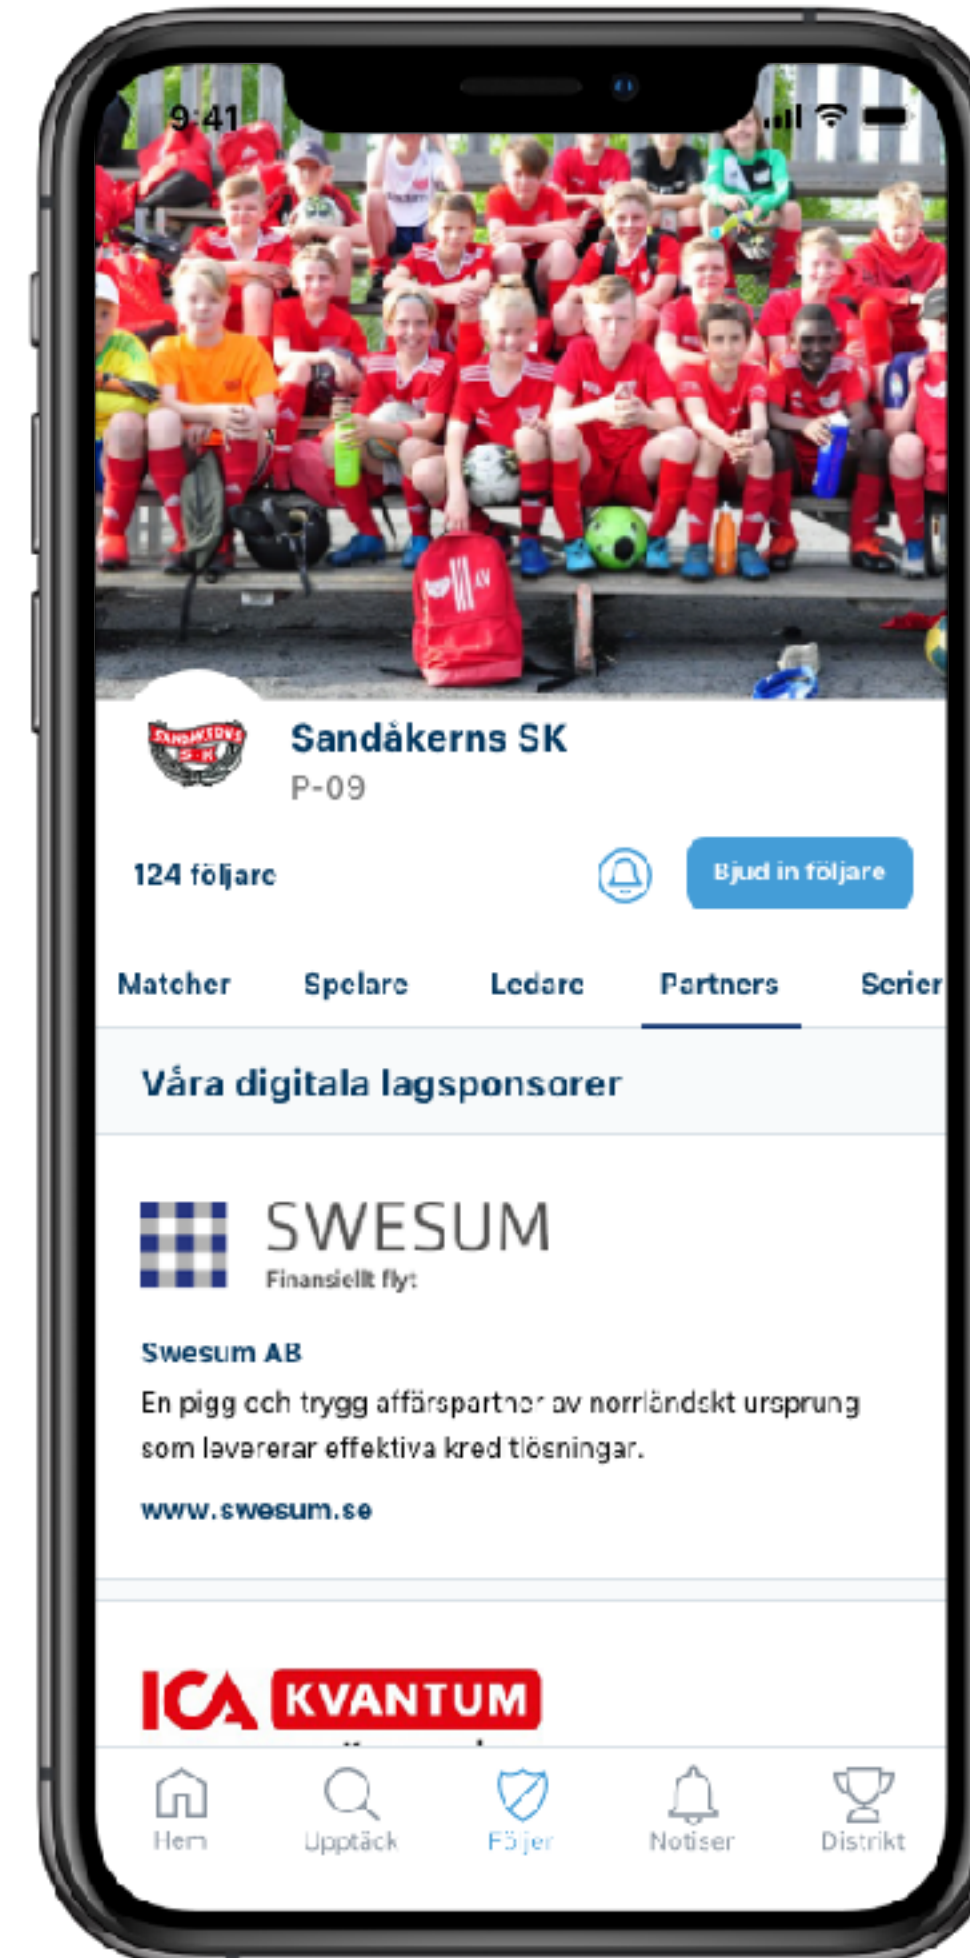 9:41
SANDÅKERNS
S-K
Sandåkerns SK
P-09
124 följare
Bjud in följare
Matcher Spelare Ledare Partners Serier
Våra digitala lagsponsorer
SWESUM
Finansiellt flyt
Swesum AB
En pigg och trygg affärspartner av norrländskt ursprung
som levererar effektiva kreditlösningar.
www.swesum.se
ICA KVANTUM
Hem Upptäck Följer Notiser Distrikt